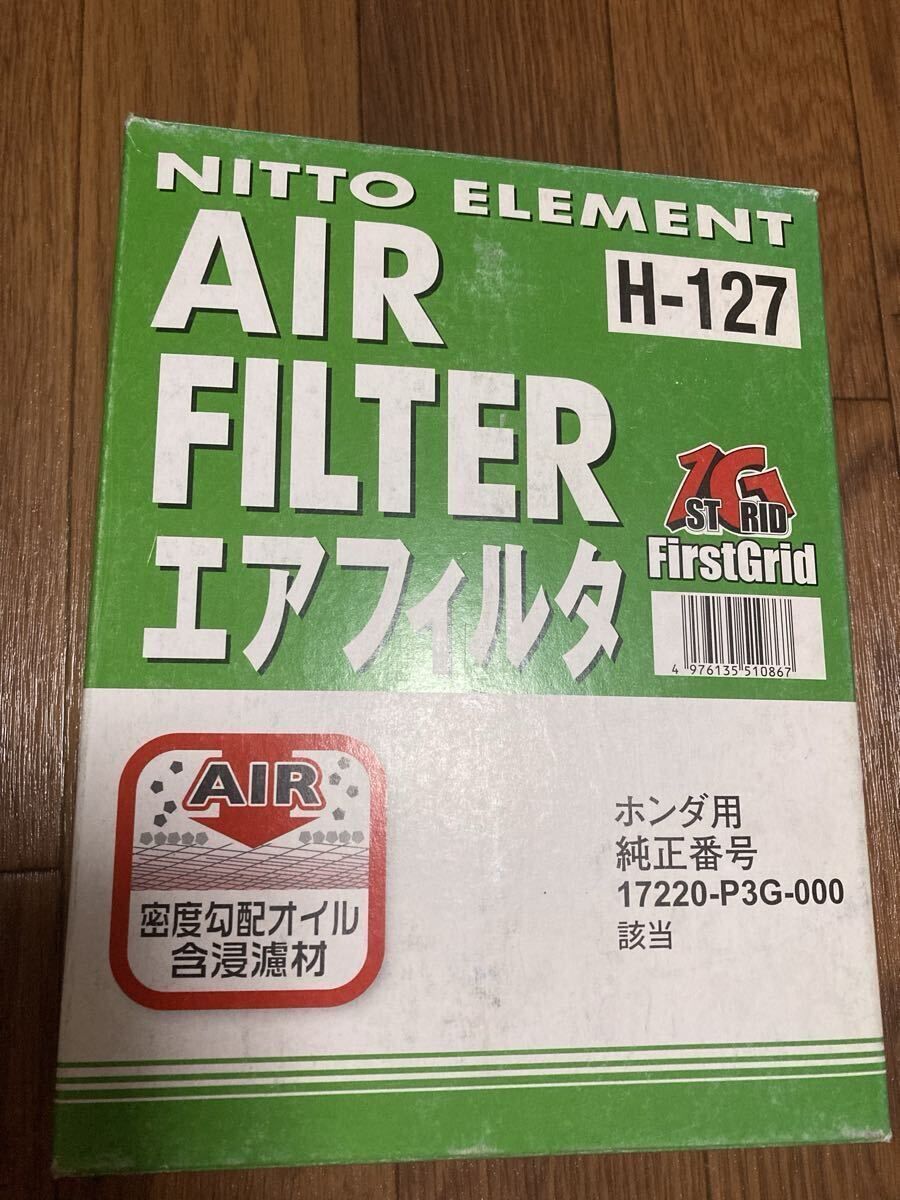 NITTO ELEMENT
AIR
H-127
FILTER
1G
ST RID
FirstGrid
エアフィルタ
4 976135 510867
AIR
密度勾配オイル
含浸濾材
ホンダ用
純正番号
17220-P3G-000
該当